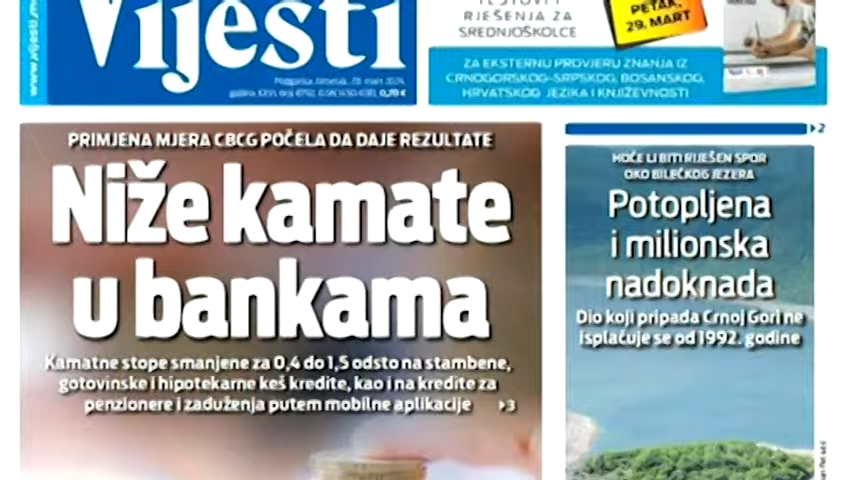 Vijesti
TESTOVI I
RJEŠENJA ZA
SREDNJOŠKOLCE
PETAK,
29. MART
ZA EKSTERNU PROVJERU ZNANJA IZ
CRNOGORSKOG-SRPSKOG, BOSANSKOG,
HRVATSKOG JEZIKA I KNJIŽEVNOSTI
PRIMJENA MJERA CBCG POČELA DA DAJE REZULTATE
Niže kamate
u bankama
Kamatne stope smanjene za 0,4 do 1,5 odsto na stambene,
gotovinske i hipotekarne keš kredite, kao i na kredite za
penzionere i zaduženja putem mobilne aplikacije ▸3
▸2
HOĆE LI BITI RIJEŠEN SPOR
OKO BILEĆKOG JEZERA
Potopljena
i milionska
nadoknada
Dio koji pripada Crnoj Gori ne
isplaćuje se od 1992. godine